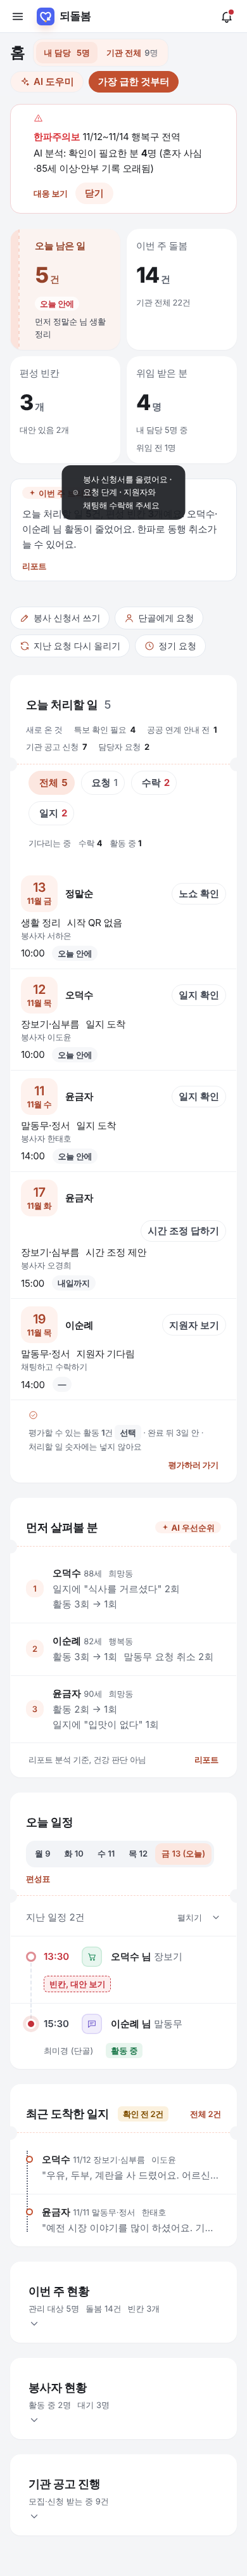 되돌봄
홈
내 담당 5명 기관 전체 9명
AI 도우미 가장 급한 것부터
한파주의보 11/12~11/14 행복구 전역
AI 분석: 확인이 필요한 분 4명 (혼자 사심
·85세 이상·안부 기록 오래됨)
대응 보기 닫기
오늘 남은 일
5건
오늘 안에
먼저 정말순 님 생활
정리
이번 주 돌봄
14건
기관 전체 22건
편성 빈칸
3개
대안 있음 2개
위임 받은 분
4명
내 담당 5명 중
위임 전 1명
봉사 신청서를 올렸어요 ·
요청 단계 · 지원자와
채팅해 수락해 주세요
이번 주
오늘 처리할 오덕수·
이순례 님 활동이 줄었어요. 한파로 동행 취소가
늘 수 있어요.
리포트
봉사 신청서 쓰기 단골에게 요청
지난 요청 다시 올리기 정기 요청
오늘 처리할 일 5
새로 온 것 특보 확인 필요 4 공공 연계 안내 전 1
기관 공고 신청 7 담당자 요청 2
전체 5 요청 1 수락 2
일지 2
기다리는 중 수락 4 활동 중 1
13
11월 금
정말순 노쇼 확인
생활 정리 시작 QR 없음
봉사자 서하은
10:00 오늘 안에
12
11월 목
오덕수 일지 확인
장보기·심부름 일지 도착
봉사자 이도윤
10:00 오늘 안에
11
11월 수
윤금자 일지 확인
말동무·정서 일지 도착
봉사자 한태호
14:00 오늘 안에
17
11월 화
윤금자
시간 조정 답하기
장보기·심부름 시간 조정 제안
봉사자 오경희
15:00 내일까지
19
11월 목
이순례 지원자 보기
말동무·정서 지원자 기다림
채팅하고 수락하기
14:00 —
평가할 수 있는 활동 1건 선택 · 완료 뒤 3일 안 ·
처리할 일 숫자에는 넣지 않아요
평가하러 가기
먼저 살펴볼 분 AI 우선순위
오덕수 88세 희망동
1 일지에 "식사를 거르셨다" 2회
활동 3회 → 1회
이순례 82세 행복동
2 활동 3회 → 1회 말동무 요청 취소 2회
윤금자 90세 희망동
3 활동 2회 → 1회
일지에 "입맛이 없다" 1회
리포트 분석 기준, 건강 판단 아님 리포트
오늘 일정
월 9 화 10 수 11 목 12 금 13 (오늘)
편성표
지난 일정 2건 펼치기
13:30 오덕수 님 장보기
빈칸, 대안 보기
15:30 이순례 님 말동무
최미경 (단골) 활동 중
최근 도착한 일지 확인 전 2건 전체 2건
오덕수 11/12 장보기·심부름 이도윤
"우유, 두부, 계란을 사 드렸어요. 어르신…
윤금자 11/11 말동무·정서 한태호
"예전 시장 이야기를 많이 하셨어요. 기…
이번 주 현황
관리 대상 5명 돌봄 14건 빈칸 3개
봉사자 현황
활동 중 2명 대기 3명
기관 공고 진행
모집·신청 받는 중 9건